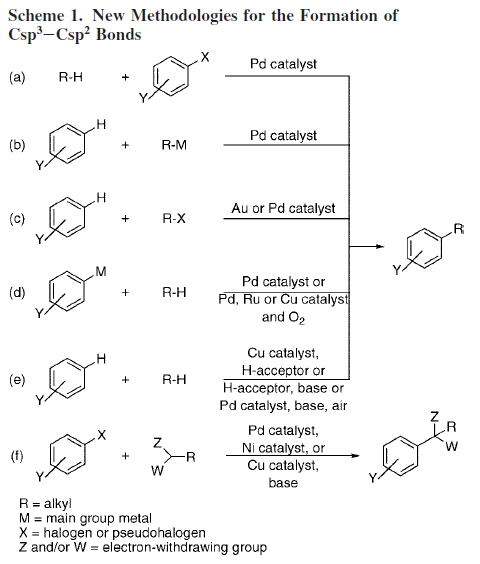 Scheme 1. New Methodologies for the Formation of
Csp³–Csp² Bonds
(a) R-H + X Y Pd catalyst
(b) H Y + R-M Pd catalyst
(c) H Y + R-X Au or Pd catalyst
R Y
(d) M Y + R-H Pd catalyst or
Pd, Ru or Cu catalyst
and O₂
(e) H Y + R-H Cu catalyst,
H-acceptor or
H-acceptor, base or
Pd catalyst, base, air
(f) X Y + Z W R Pd catalyst,
Ni catalyst, or
Cu catalyst,
base
Z R W Y
R = alkyl
M = main group metal
X = halogen or pseudohalogen
Z and/or W = electron-withdrawing group